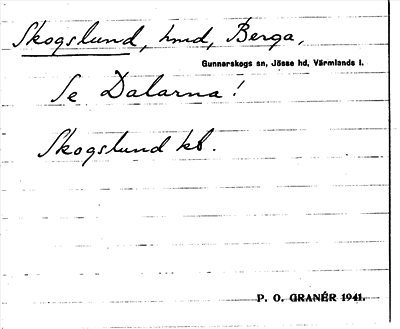 Skogslund, hmd, Berga,
Gunnarskogs sn, Jösse hd, Värmlands l.
Se Dalarna!
Skogslund kb.
P. O. GRANÉR 1941.